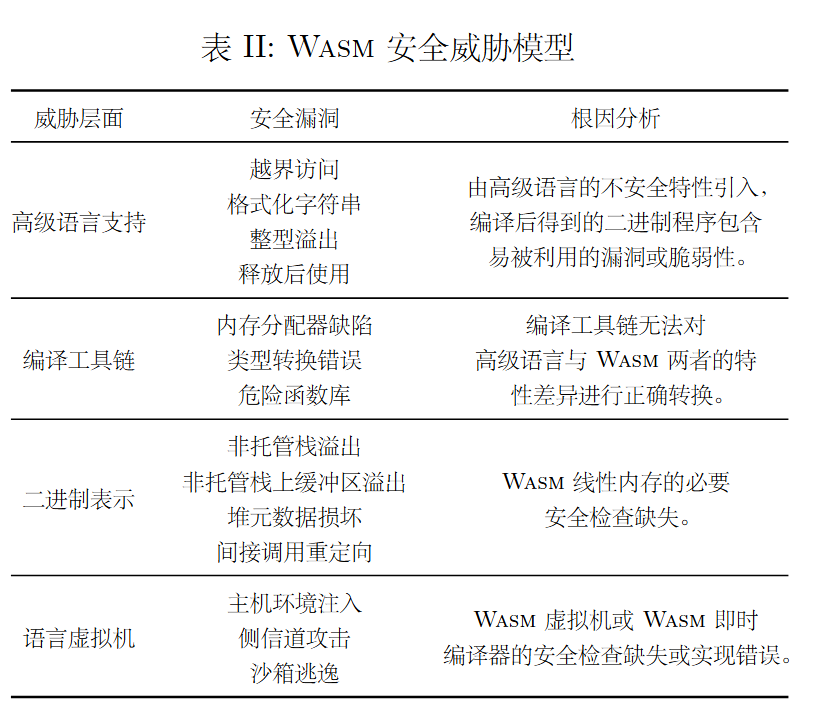 表 II: WASM 安全威胁模型
威胁层面 安全漏洞 根因分析
高级语言支持
越界访问
格式化字符串
整型溢出
释放后使用
由高级语言的不安全特性引入，
编译后得到的二进制程序包含
易被利用的漏洞或脆弱性。
编译工具链
内存分配器缺陷
类型转换错误
危险函数库
编译工具链无法对
高级语言与 WASM 两者的特
性差异进行正确转换。
二进制表示
非托管栈溢出
非托管栈上缓冲区溢出
堆元数据损坏
间接调用重定向
WASM 线性内存的必要
安全检查缺失。
语言虚拟机
主机环境注入
侧信道攻击
沙箱逃逸
WASM 虚拟机或 WASM 即时
编译器的安全检查缺失或实现错误。